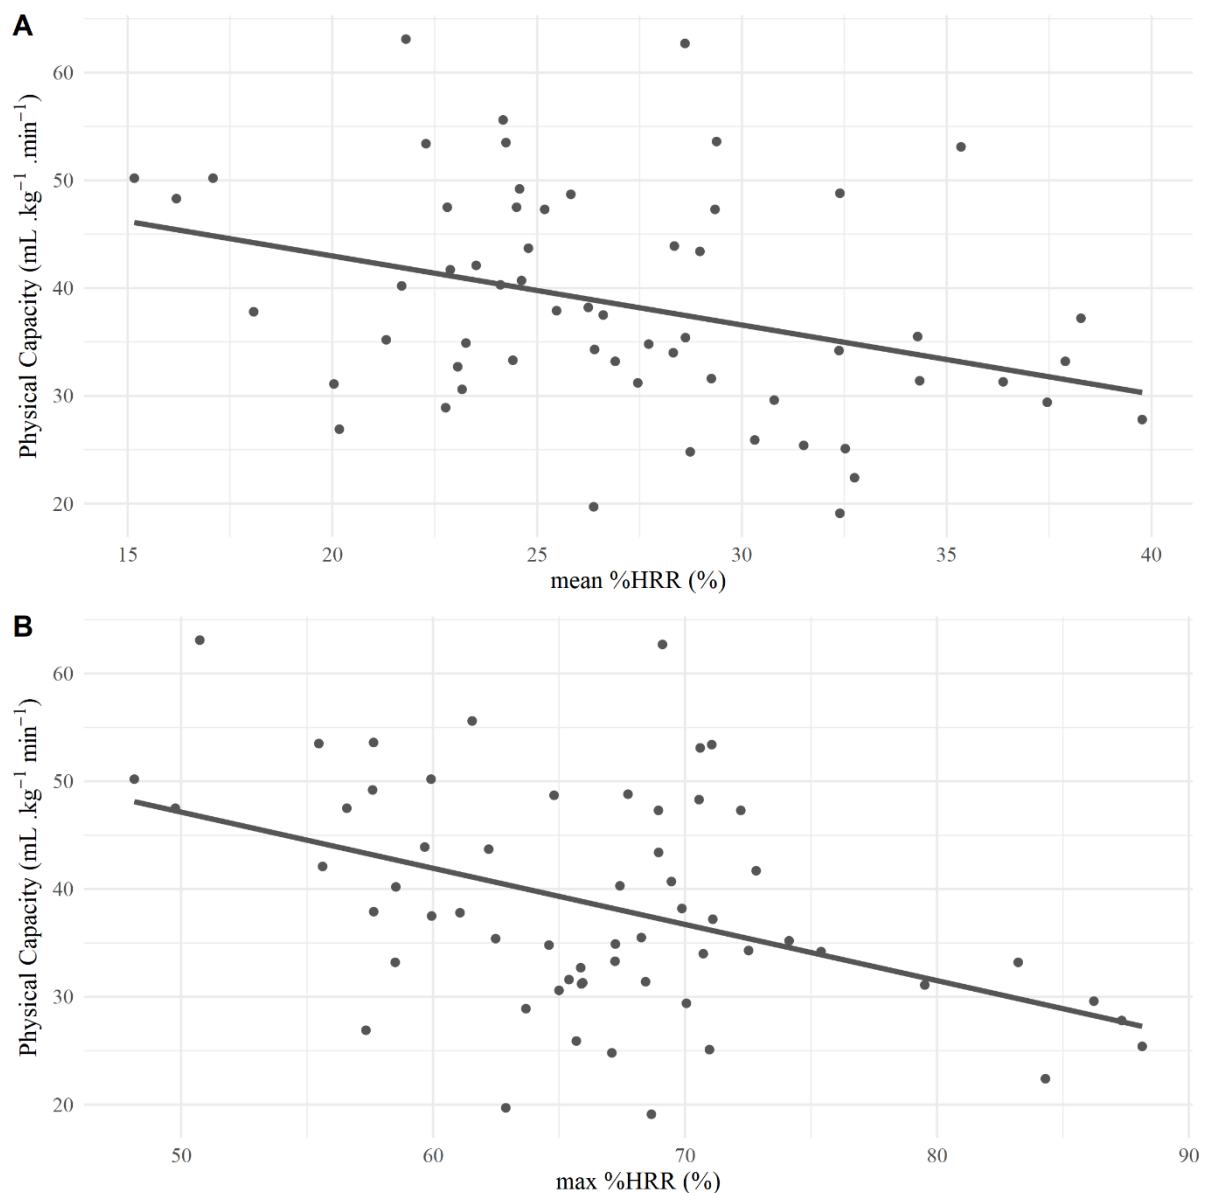 A
Physical Capacity (mL .kg⁻¹ .min⁻¹)
60
50
40
30
20
15 20 25 30 35 40
mean %HRR (%)
B
Physical Capacity (mL .kg⁻¹ min⁻¹)
60
50
40
30
20
50 60 70 80 90
max %HRR (%)